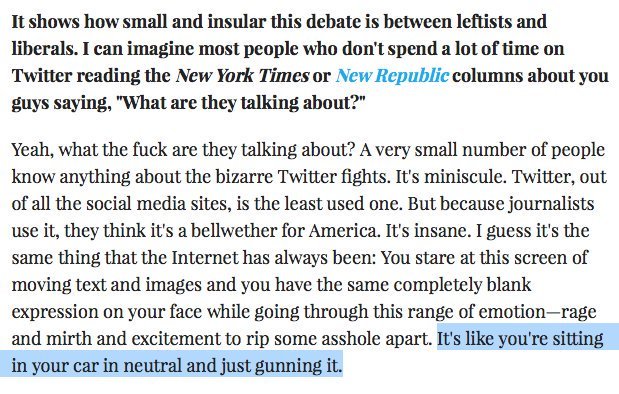 It shows how small and insular this debate is between leftists and
liberals. I can imagine most people who don't spend a lot of time on
Twitter reading the New York Times or New Republic columns about you
guys saying, "What are they talking about?"
Yeah, what the fuck are they talking about? A very small number of people
know anything about the bizarre Twitter fights. It's miniscule. Twitter, out
of all the social media sites, is the least used one. But because journalists
use it, they think it's a bellwether for America. It's insane. I guess it's the
same thing that the Internet has always been: You stare at this screen of
moving text and images and you have the same completely blank
expression on your face while going through this range of emotion—rage
and mirth and excitement to rip some asshole apart. It's like you're sitting
in your car in neutral and just gunning it.